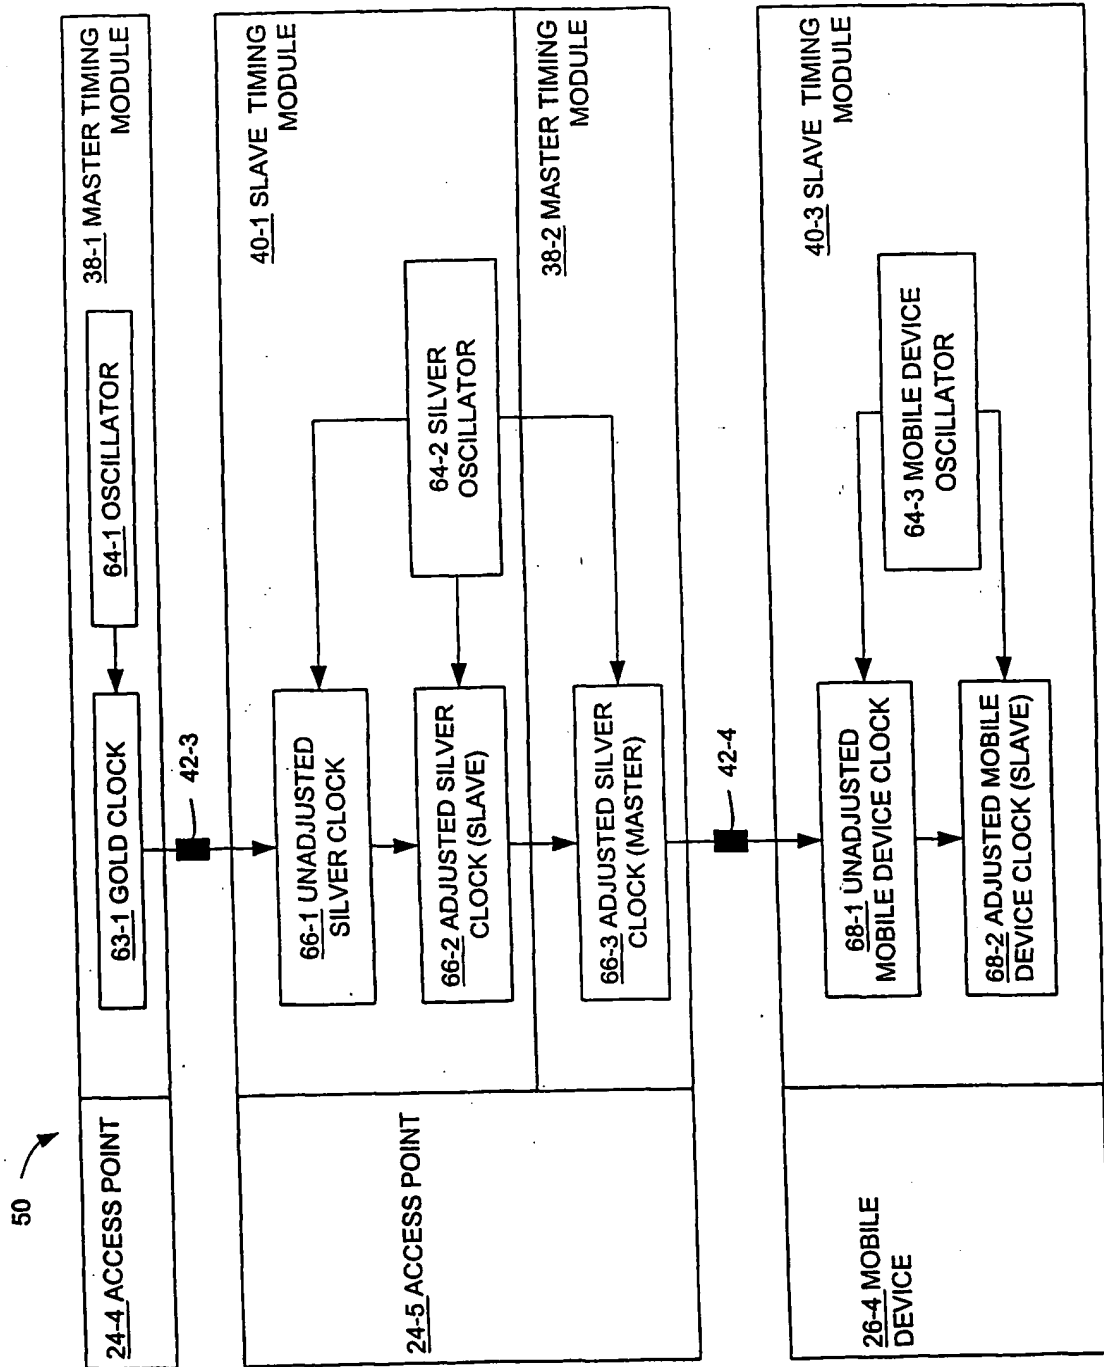 50
24-4 ACCESS POINT
63-1 GOLD CLOCK
64-1 OSCILLATOR
38-1 MASTER TIMING
MODULE
42-3
24-5 ACCESS POINT
66-1 UNADJUSTED
SILVER CLOCK
66-2 ADJUSTED SILVER
CLOCK (SLAVE)
64-2 SILVER
OSCILLATOR
40-1 SLAVE TIMING
MODULE
66-3 ADJUSTED SILVER
CLOCK (MASTER)
38-2 MASTER TIMING
MODULE
42-4
26-4 MOBILE
DEVICE
68-1 UNADJUSTED
MOBILE DEVICE CLOCK
68-2 ADJUSTED MOBILE
DEVICE CLOCK (SLAVE)
64-3 MOBILE DEVICE
OSCILLATOR
40-3 SLAVE TIMING
MODULE